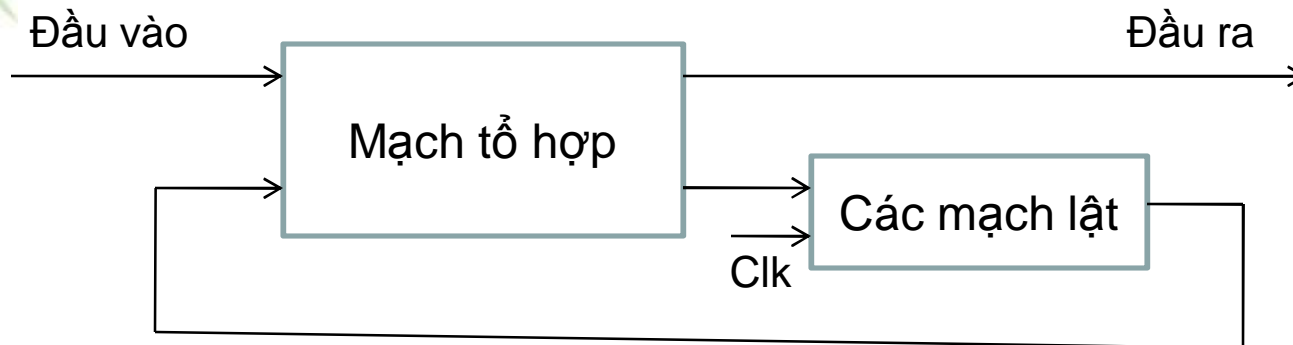 Đầu vào
Đầu ra
Mạch tổ hợp
Các mạch lật
Clk